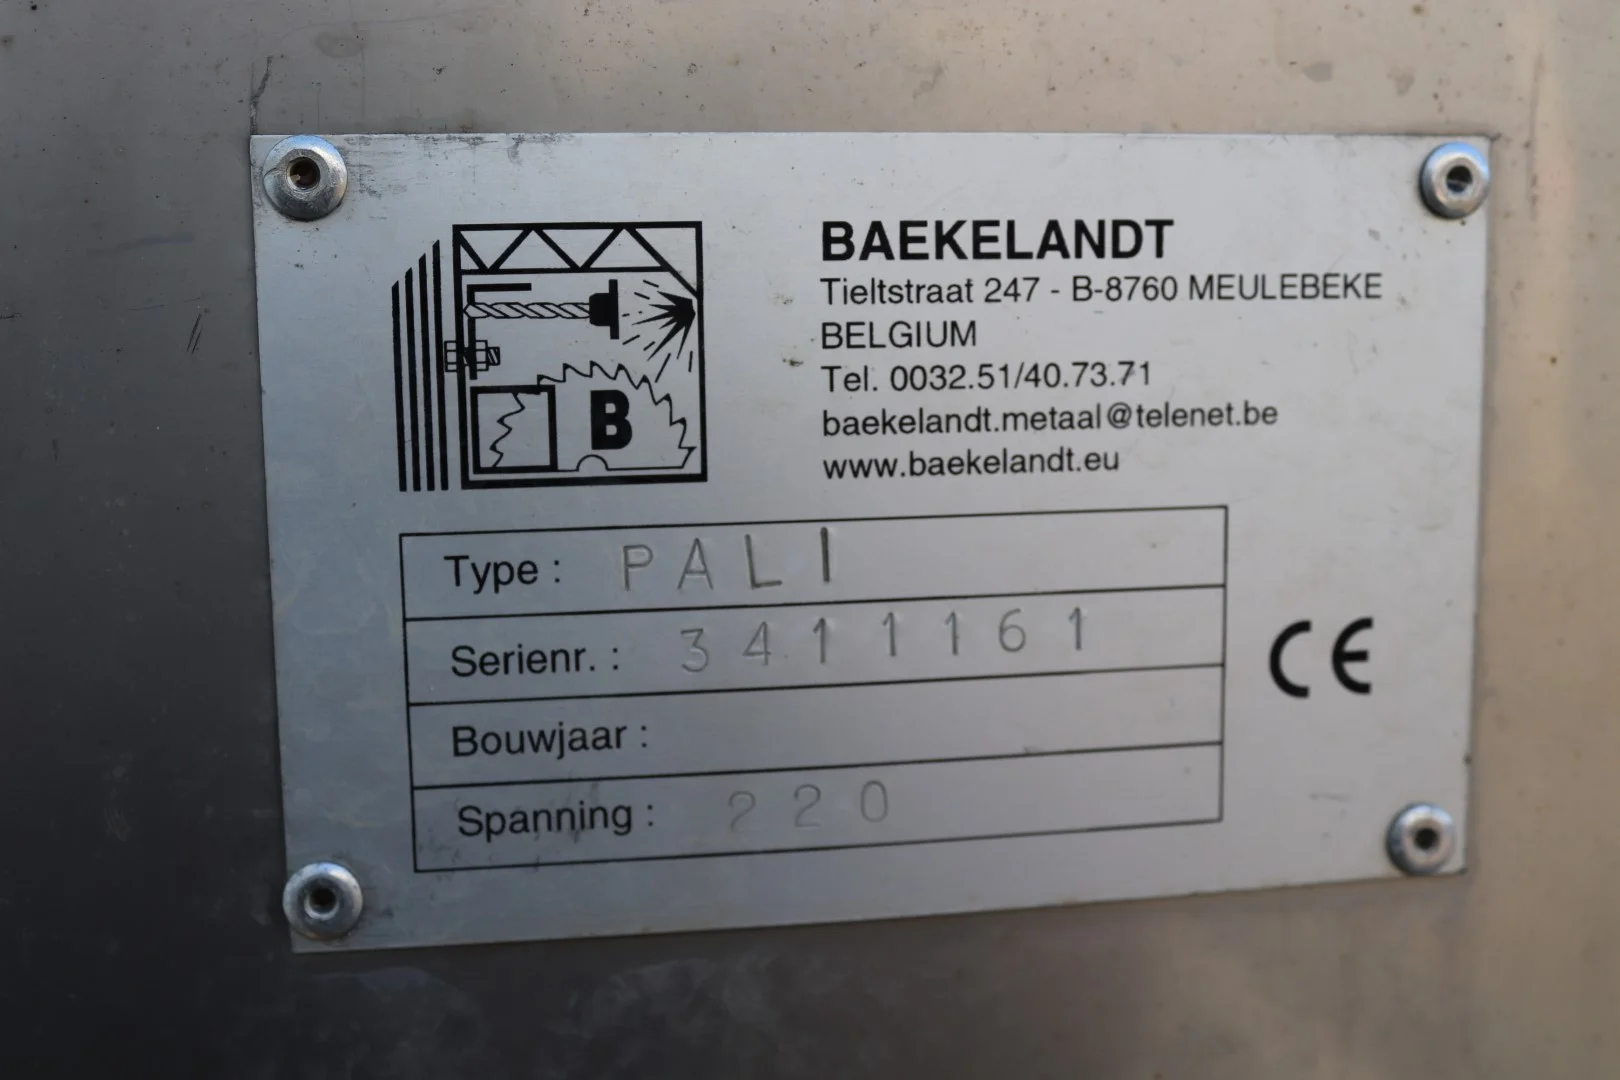 BAEKELANDT
Tieltstraat 247 - B-8760 MEULEBEKE
BELGIUM
Tel. 0032.51/40.73.71
baekelandt.metaal@telenet.be
www.baekelandt.eu
B
Type : PALI
Serienr. : 3411161
Bouwjaar :
Spanning : 220
CE